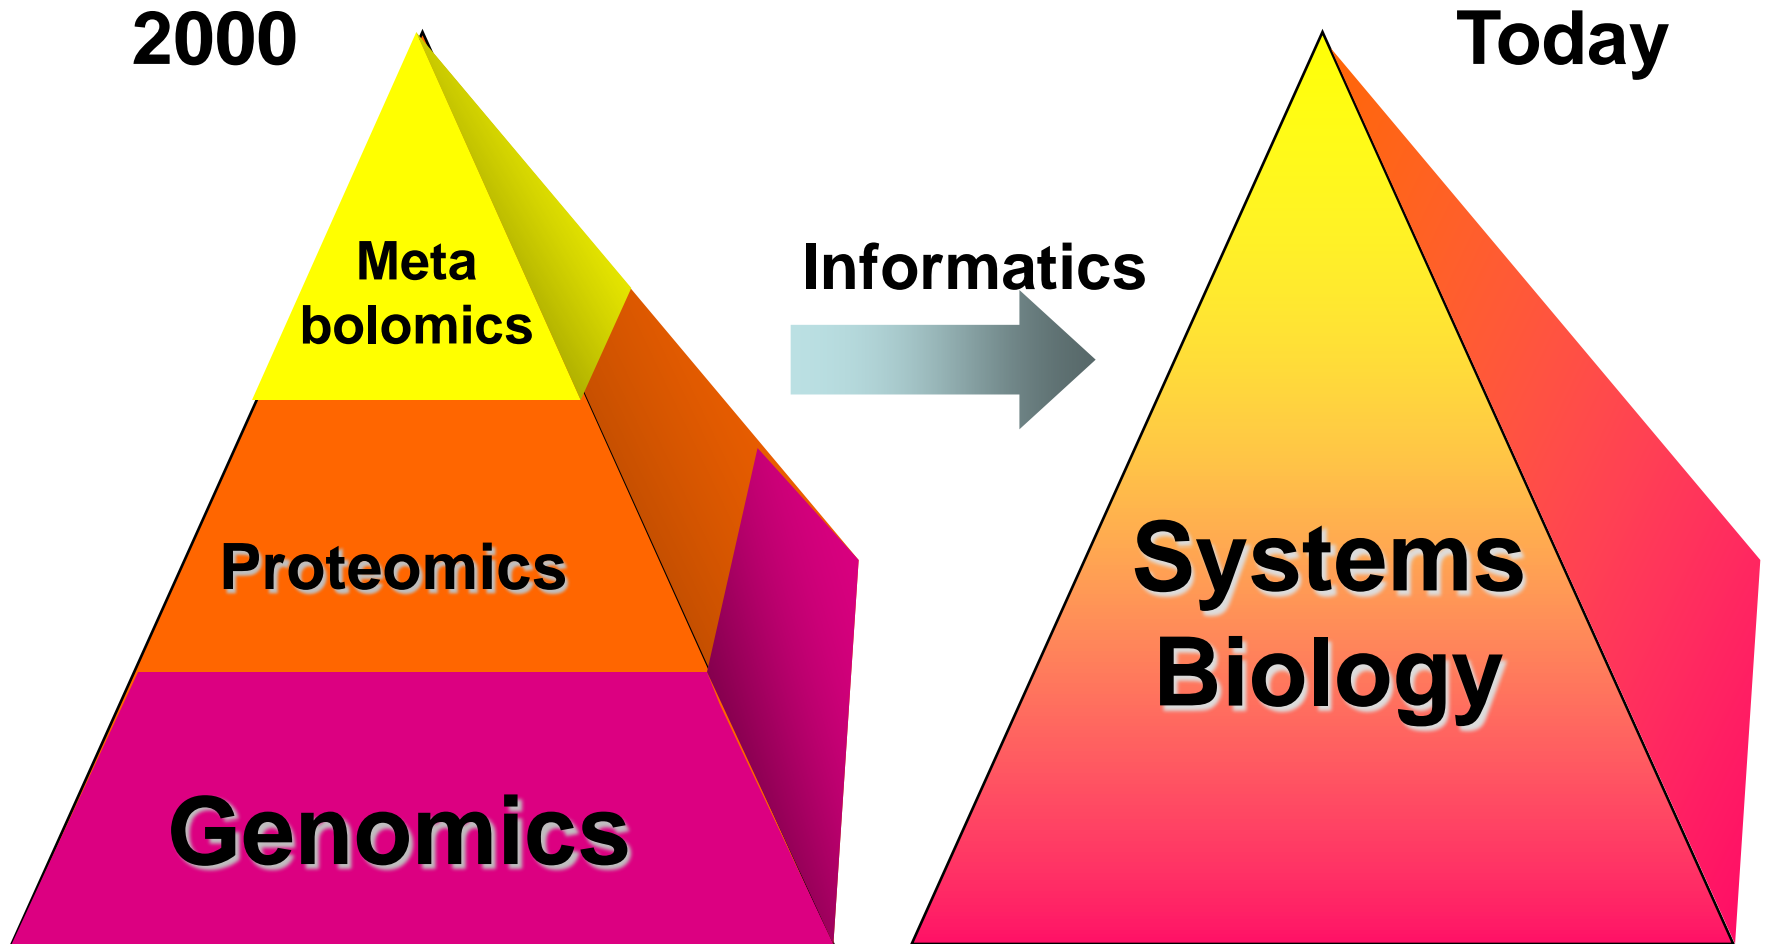 2000
Meta
bolomics
Proteomics
Genomics
Informatics
Today
Systems
Biology